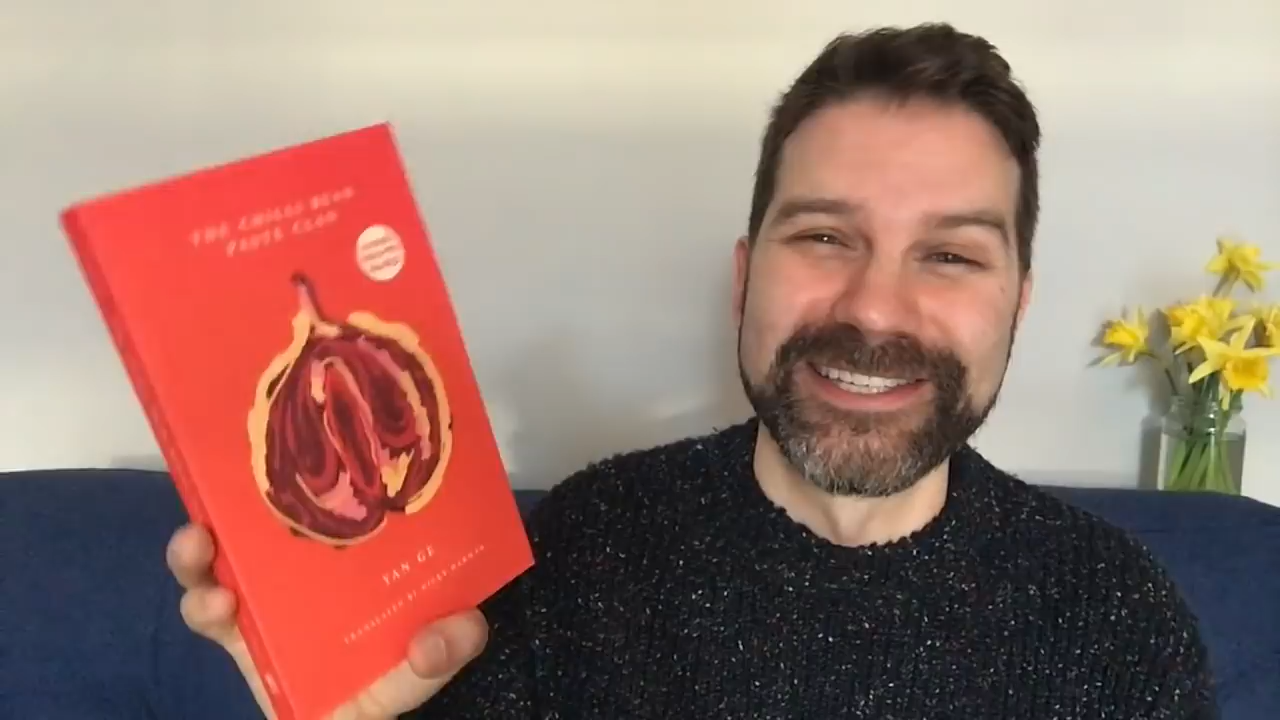 THE CHILLI BEAN
PASTE CLAN
YAN GE
TRANSLATED BY NICKY HARMAN